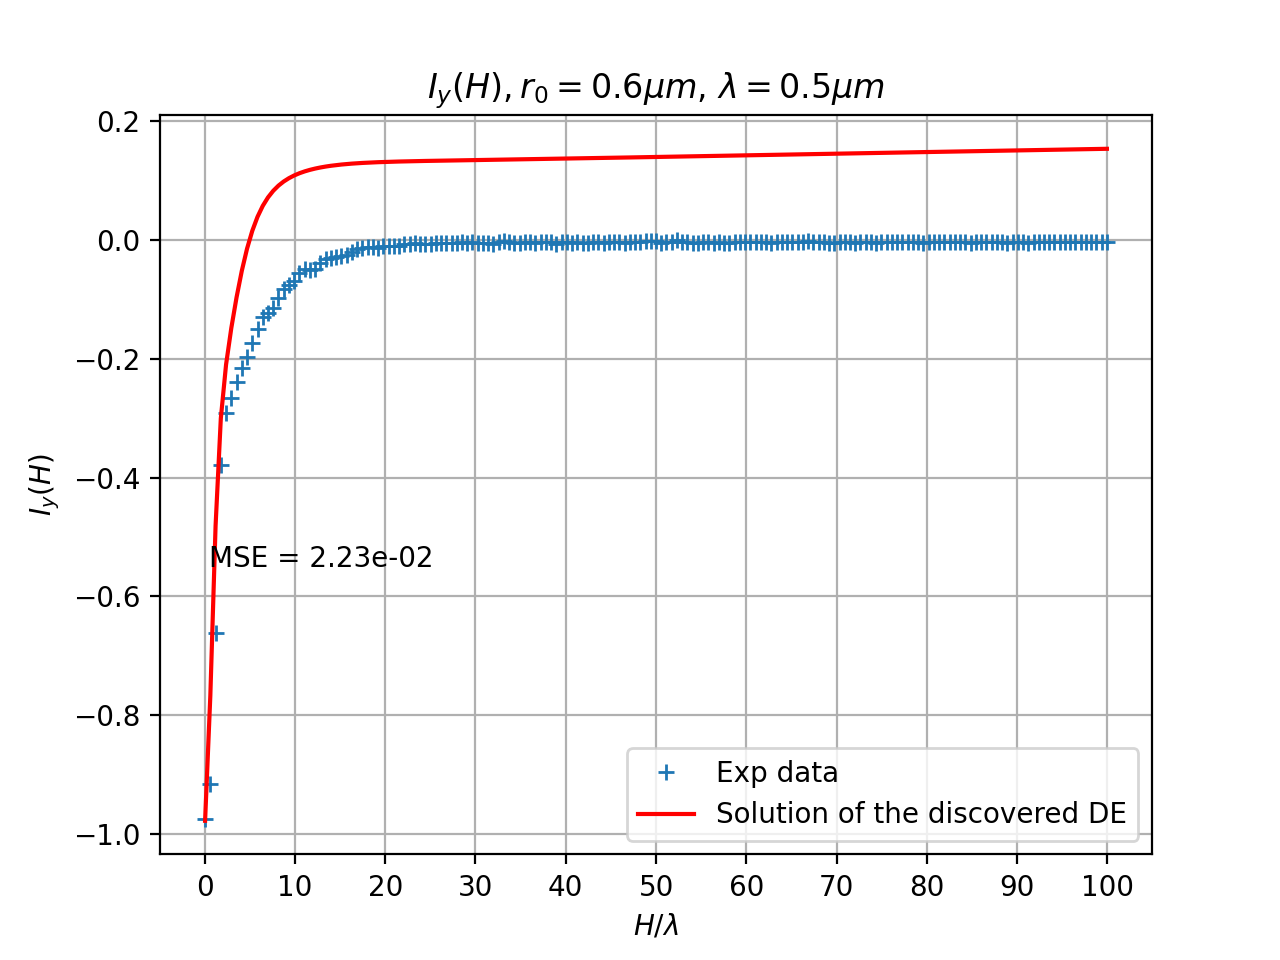 I_y(H), r_0 = 0.6μm, λ = 0.5μm
0.2
0.0
−0.2
−0.4
−0.6
−0.8
−1.0
I_y(H)
MSE = 2.23e-02
Exp data
Solution of the discovered DE
0 10 20 30 40 50 60 70 80 90 100
H/λ